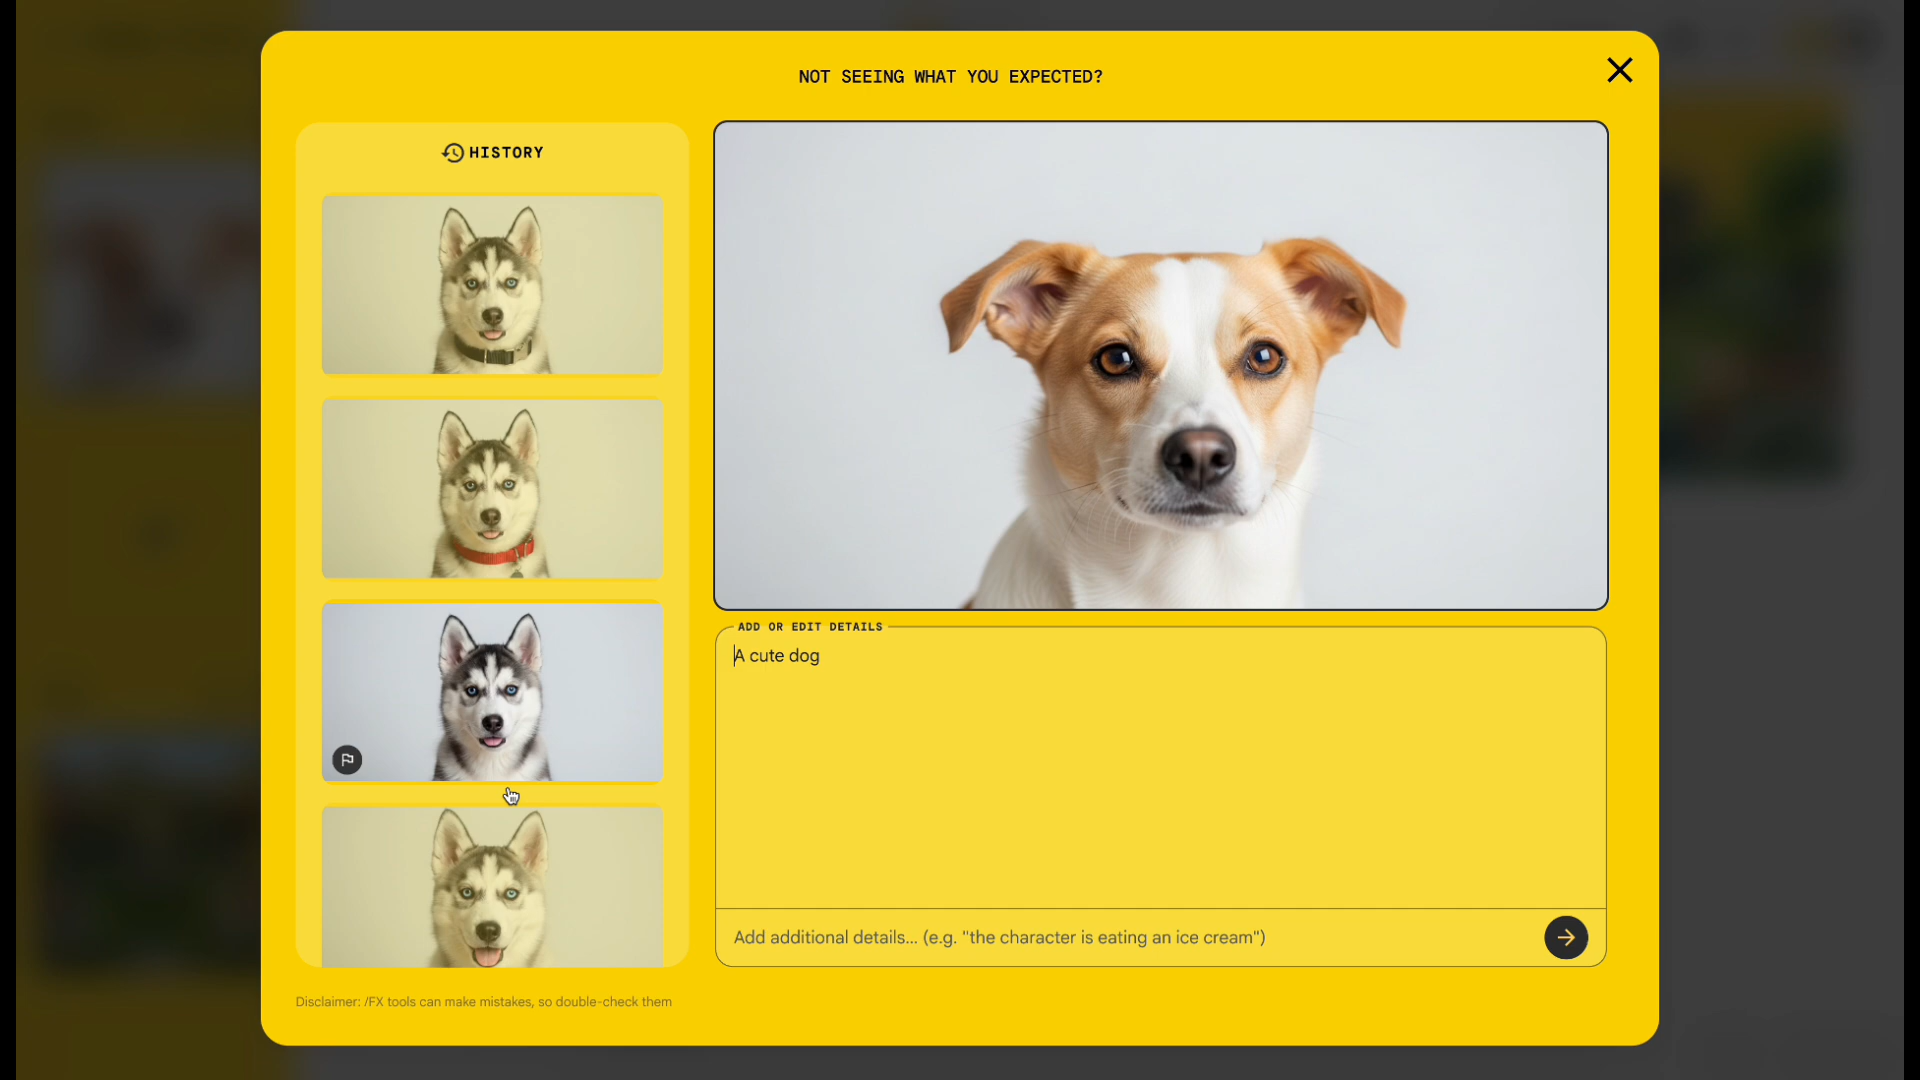 NOT SEEING WHAT YOU EXPECTED?
HISTORY
ADD OR EDIT DETAILS
A cute dog
Add additional details... (e.g. "the character is eating an ice cream")
Disclaimer: /FX tools can make mistakes, so double-check them